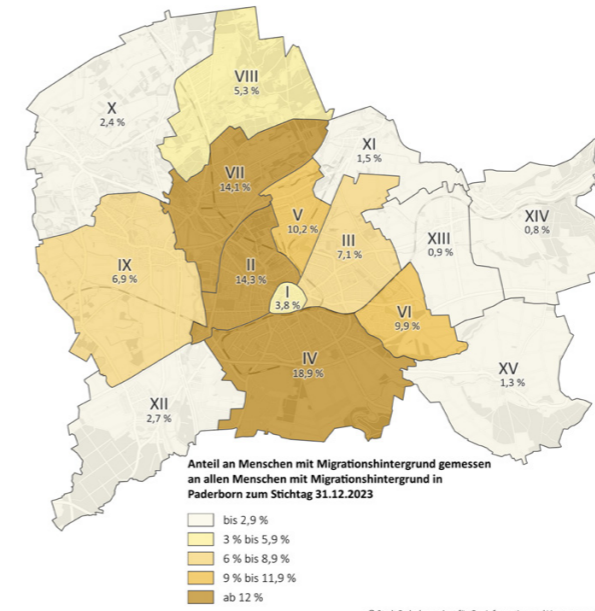 VIII
5,3 %
X
2,4 %
XI
1,5 %
VII
14,1 %
V
10,2 %
III
7,1 %
XIV
0,8 %
XIII
0,9 %
IX
6,9 %
II
14,3 %
I
3,8 %
VI
9,9 %
IV
18,9 %
XV
1,3 %
XII
2,7 %
Anteil an Menschen mit Migrationshintergrund gemessen
an allen Menschen mit Migrationshintergrund in
Paderborn zum Stichtag 31.12.2023
bis 2,9 %
3 % bis 5,9 %
6 % bis 8,9 %
9 % bis 11,9 %
ab 12 %